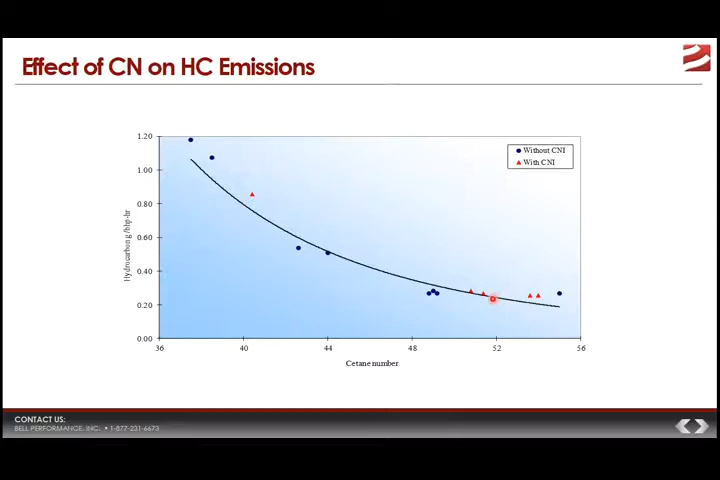 Effect of CN on HC Emissions
1.20
1.00
0.80
0.60
0.40
0.20
0.00
Hydrocarbon g/bhp-hr
Without CNI
With CNI
36 40 44 48 52 56
Cetane number
CONTACT US:
BELL PERFORMANCE, INC. • 1-877-231-6673